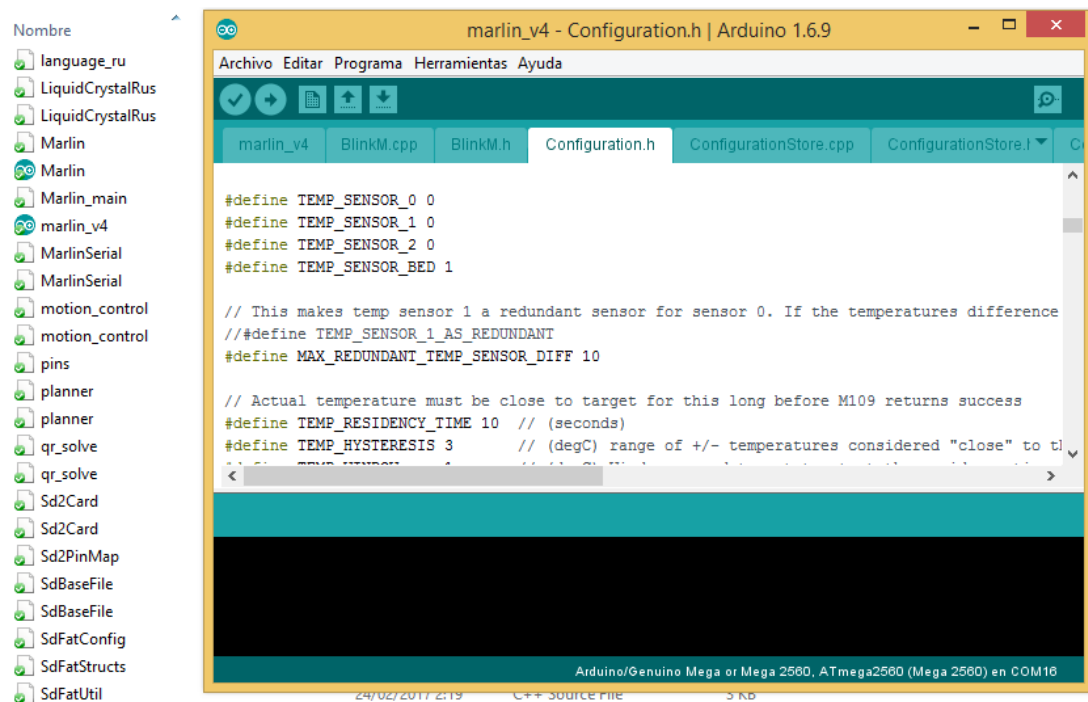 Nombre
language_ru
LiquidCrystalRus
LiquidCrystalRus
Marlin
Marlin
Marlin_main
marlin_v4
MarlinSerial
MarlinSerial
motion_control
motion_control
pins
planner
planner
qr_solve
qr_solve
Sd2Card
Sd2Card
Sd2PinMap
SdBaseFile
SdBaseFile
SdFatConfig
SdFatStructs
SdFatUtil
marlin_v4 - Configuration.h | Arduino 1.6.9
Archivo Editar Programa Herramientas Ayuda
marlin_v4 BlinkM.cpp BlinkM.h Configuration.h ConfigurationStore.cpp ConfigurationStore.h
#define TEMP_SENSOR_0 0
#define TEMP_SENSOR_1 0
#define TEMP_SENSOR_2 0
#define TEMP_SENSOR_BED 1
// This makes temp sensor 1 a redundant sensor for sensor 0. If the temperatures difference
//#define TEMP_SENSOR_1_AS_REDUNDANT
#define MAX_REDUNDANT_TEMP_SENSOR_DIFF 10
// Actual temperature must be close to target for this long before M109 returns success
#define TEMP_RESIDENCY_TIME 10 // (seconds)
#define TEMP_HYSTERESIS 3 // (degC) range of +/- temperatures considered "close" to
Arduino/Genuino Mega or Mega 2560, ATmega2560 (Mega 2560) en COM16
24/02/2017 2:19 C++ Source File 3 KB